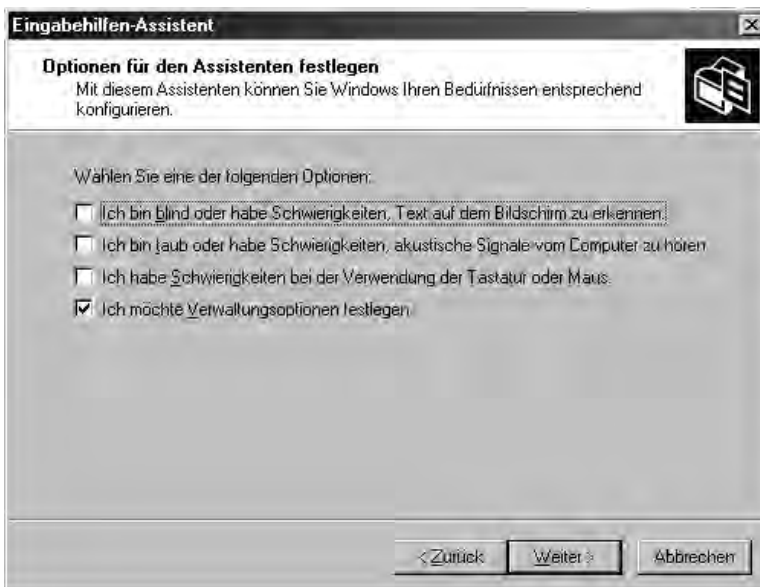 Eingabehilfen-Assistent
Optionen für den Assistenten festlegen
Mit diesem Assistenten können Sie Windows Ihren Bedürfnissen entsprechend
konfigurieren.
Wählen Sie eine der folgenden Optionen:
Ich bin blind oder habe Schwierigkeiten, Text auf dem Bildschirm zu erkennen.
Ich bin taub oder habe Schwierigkeiten, akustische Signale vom Computer zu hören.
Ich habe Schwierigkeiten bei der Verwendung der Tastatur oder Maus.
Ich möchte Verwaltungsoptionen festlegen.
< Zurück Weiter > Abbrechen